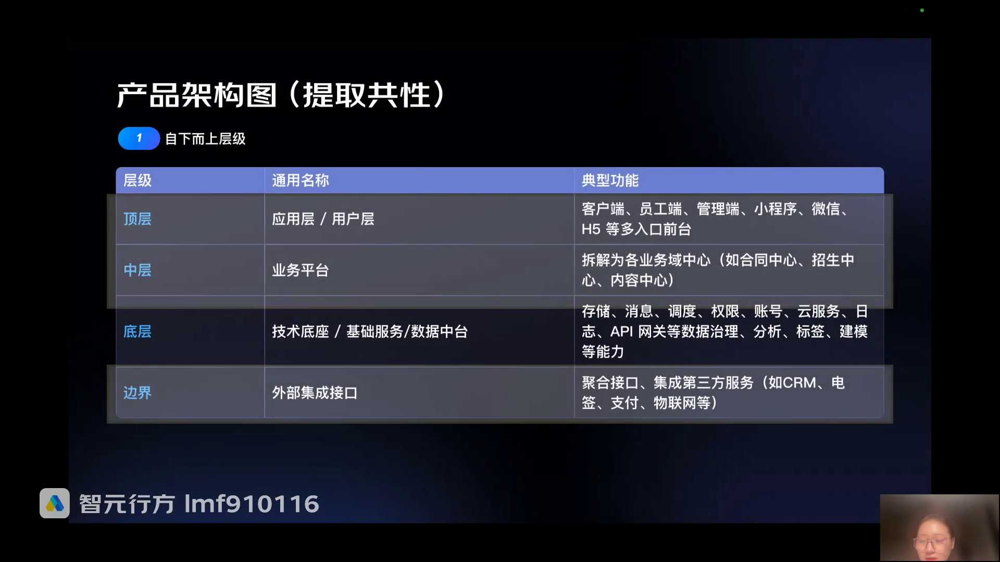 产品架构图（提取共性）
1 自下而上层级
层级 通用名称 典型功能
顶层 应用层 / 用户层 客户端、员工端、管理端、小程序、微信、
H5 等多入口前台
中层 业务平台 拆解为各业务域中心（如合同中心、招生中
心、内容中心）
底层 技术底座 / 基础服务/数据中台 存储、消息、调度、权限、账号、云服务、日
志、API 网关等数据治理、分析、标签、建模
等能力
边界 外部集成接口 聚合接口、集成第三方服务（如CRM、电
签、支付、物联网等）
智元行方 lmf910116